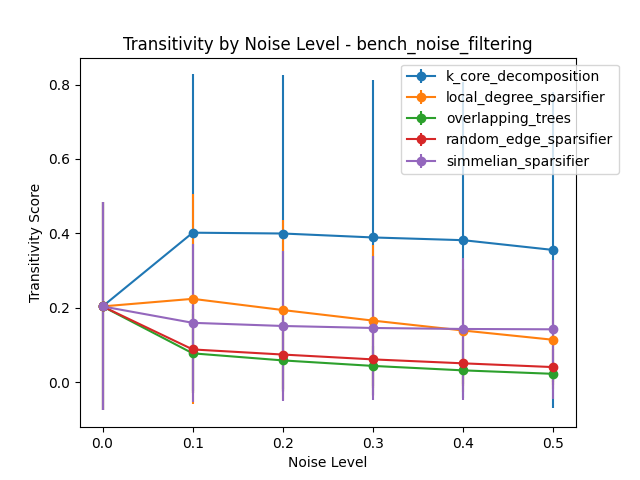 Transitivity by Noise Level - bench_noise_filtering
k_core_decomposition
local_degree_sparsifier
overlapping_trees
random_edge_sparsifier
simmelian_sparsifier
Transitivity Score
0.8
0.6
0.4
0.2
0.0
0.0 0.1 0.2 0.3 0.4 0.5
Noise Level